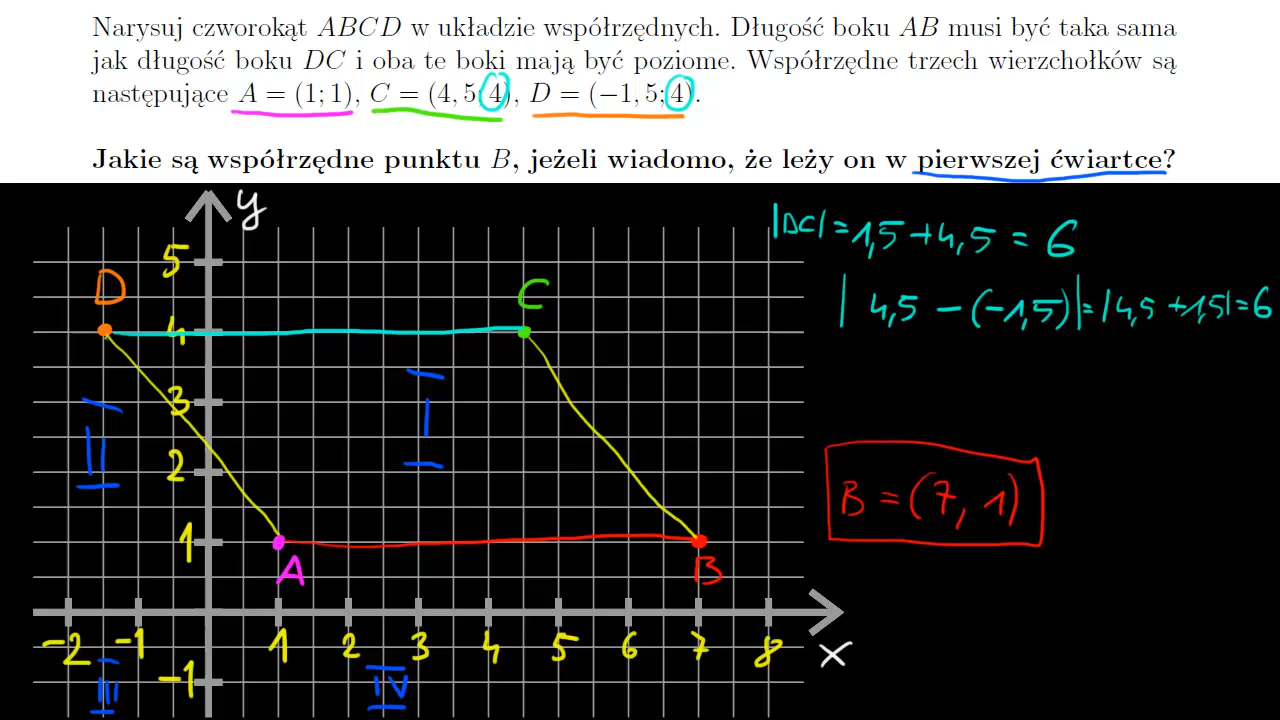 Narysuj czworokąt ABCD w układzie współrzędnych. Długość boku AB musi być taka sama
jak długość boku DC i oba te boki mają być poziome. Współrzędne trzech wierzchołków są
następujące A = (1; 1), C = (4, 5; 4), D = (−1, 5; 4).
Jakie są współrzędne punktu B, jeżeli wiadomo, że leży on w pierwszej ćwiartce?
y
|DC| = 1,5 + 4,5 = 6
| 4,5 − (−1,5)| = |4,5 + 1,5| = 6
5
D
C
4
3
II
I
2
B = (7, 1)
1
A
B
-2 -1 1 2 3 4 5 6 7 8 x
-1
III
IV